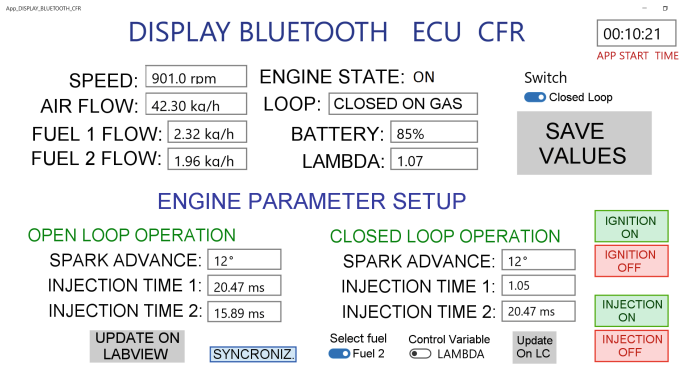 App_DISPLAY_BLUETOOTH_CFR
DISPLAY BLUETOOTH ECU CFR
00:10:21
APP START TIME
SPEED: 901.0 rpm ENGINE STATE: ON Switch
AIR FLOW: 42.30 kg/h LOOP: CLOSED ON GAS Closed Loop
FUEL 1 FLOW: 2.32 kg/h BATTERY: 85% SAVE
FUEL 2 FLOW: 1.96 kg/h LAMBDA: 1.07 VALUES
ENGINE PARAMETER SETUP
OPEN LOOP OPERATION CLOSED LOOP OPERATION IGNITION ON
SPARK ADVANCE: 12° SPARK ADVANCE: 12° IGNITION OFF
INJECTION TIME 1: 20.47 ms INJECTION TIME 1: 1.05
INJECTION TIME 2: 15.89 ms INJECTION TIME 2: 20.47 ms INJECTION ON
UPDATE ON LABVIEW SYNCRONIZ. Select fuel Control Variable Update On LC INJECTION OFF
Fuel 2 LAMBDA